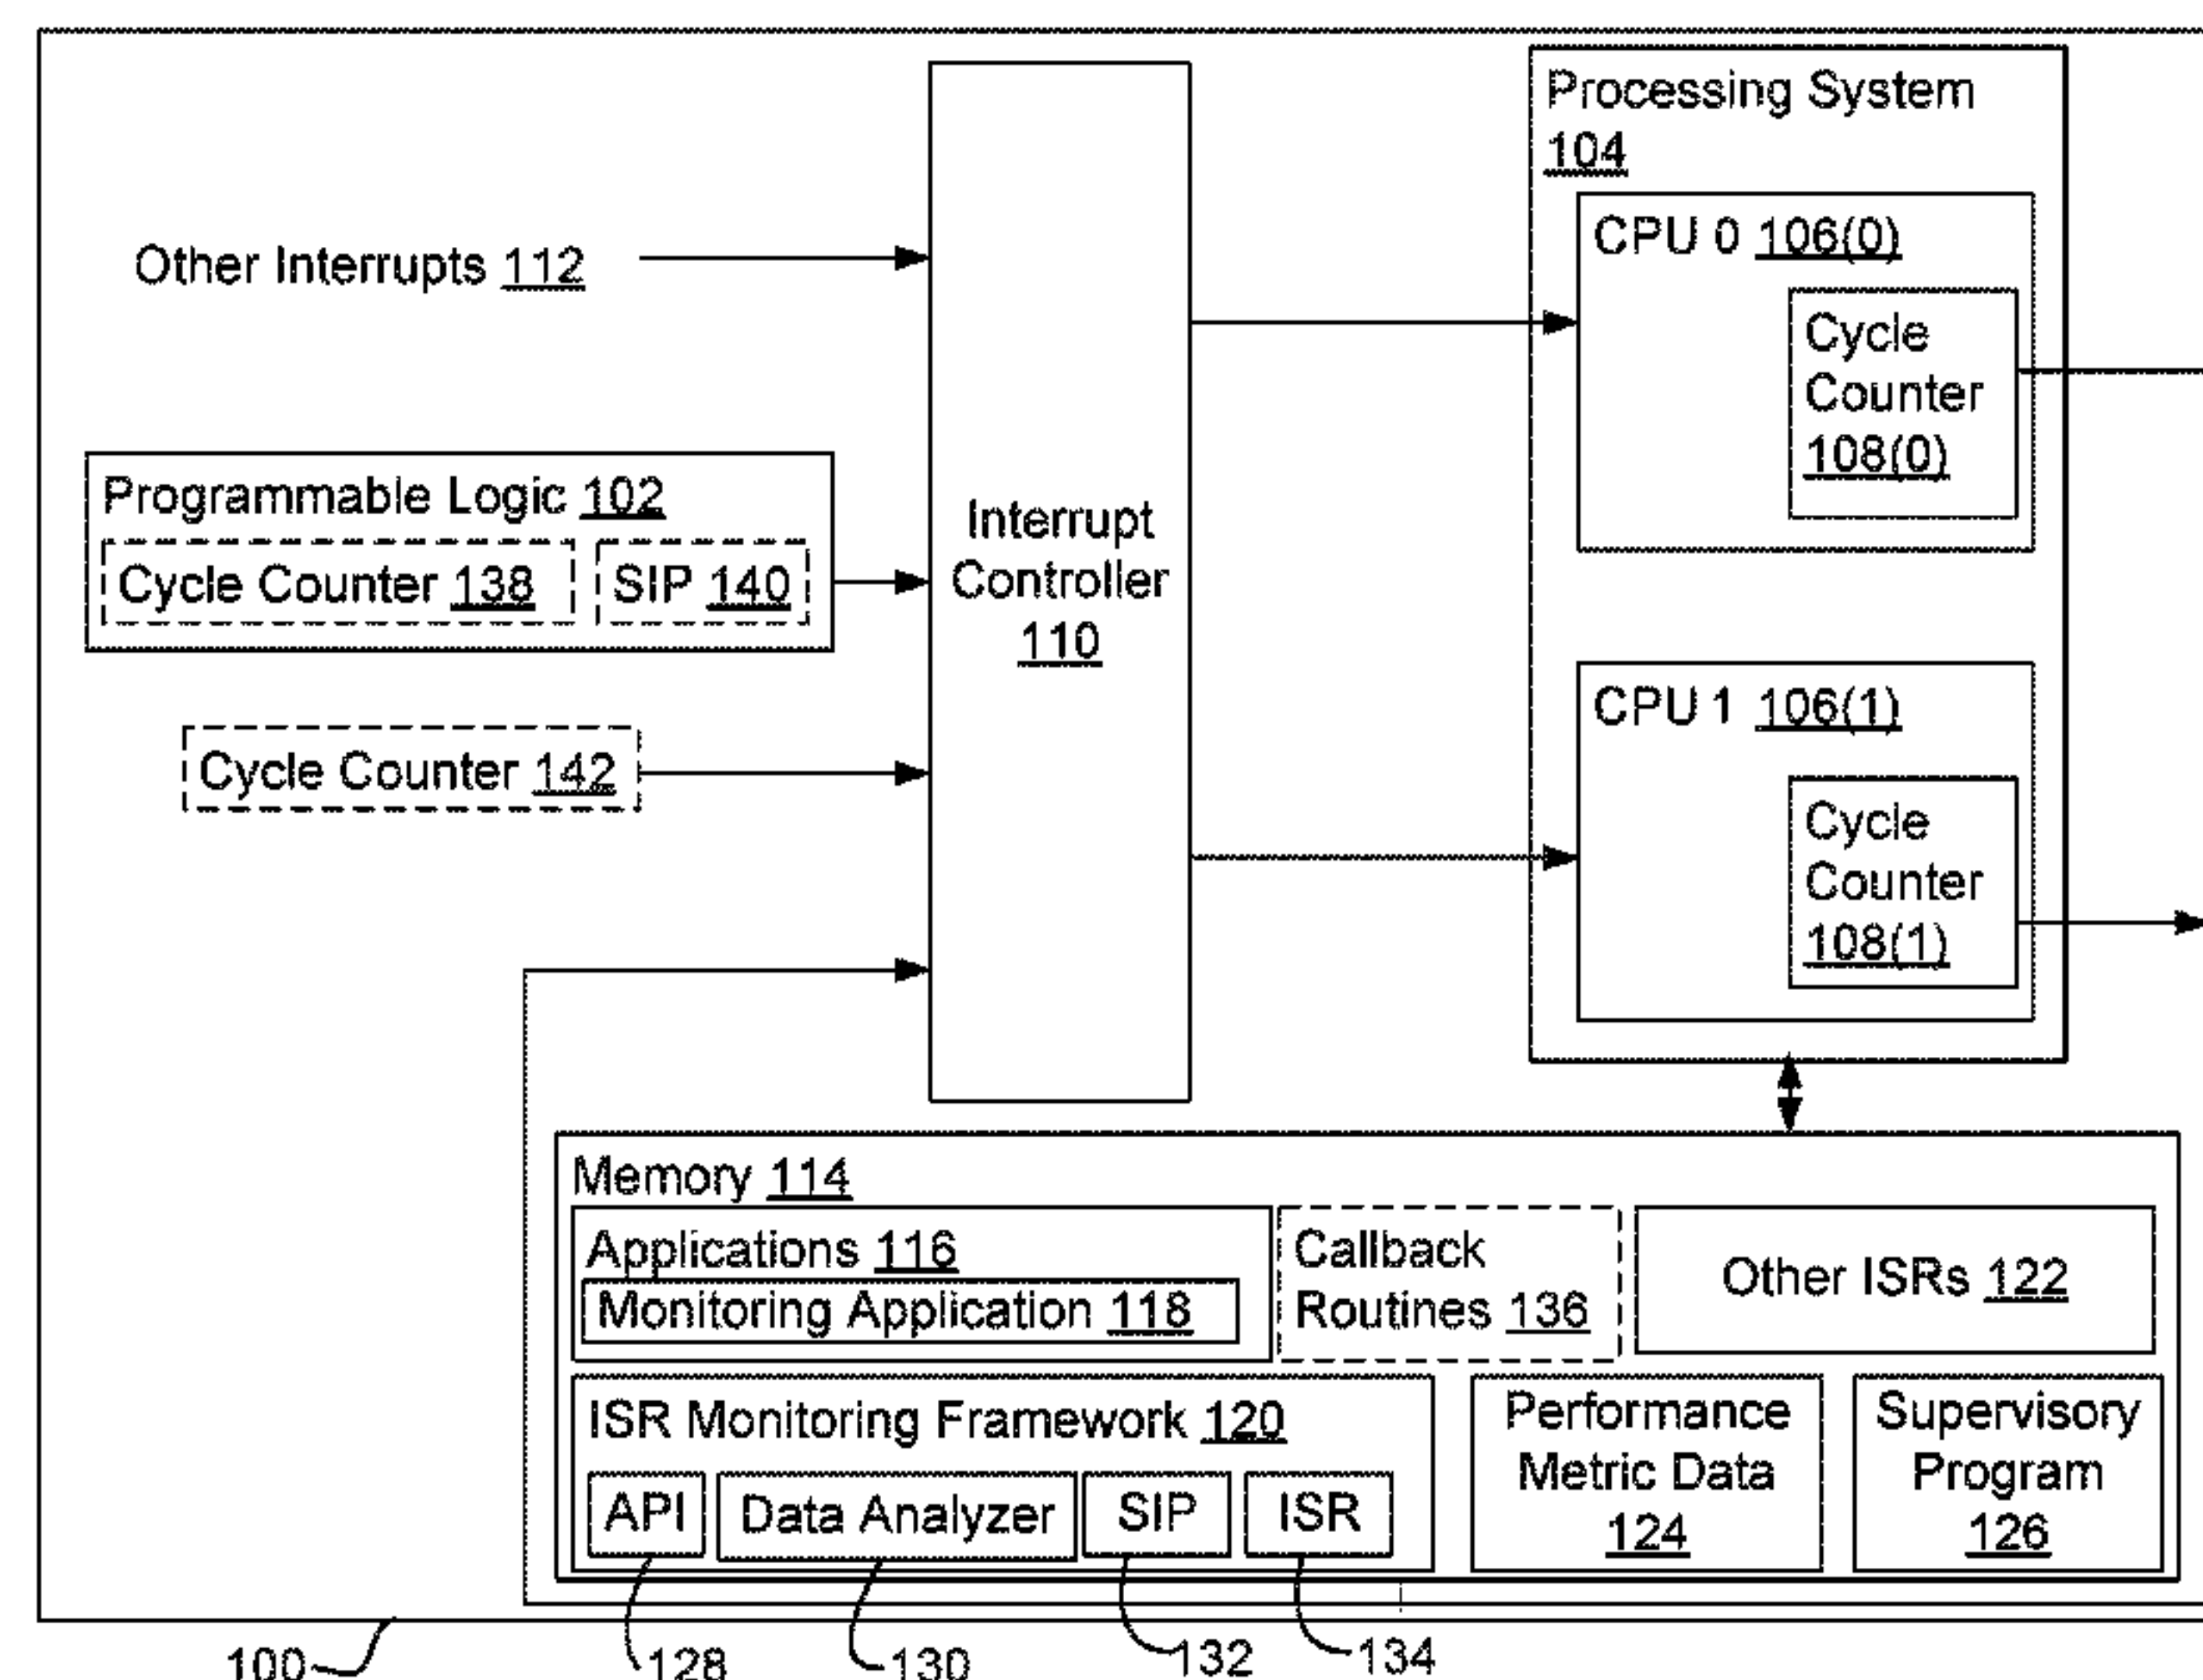 Processing System
104
CPU 0 106(0)
Cycle
Counter
108(0)
Other Interrupts 112
Programmable Logic 102
Cycle Counter 138
SIP 140
Interrupt
Controller
110
CPU 1 106(1)
Cycle Counter 142
Cycle
Counter
108(1)
Memory 114
Applications 116
Monitoring Application 118
Callback
Routines 136
Other ISRs 122
ISR Monitoring Framework 120
API
Data Analyzer
SIP
ISR
Performance
Metric Data
124
Supervisory
Program
126
100
128
130
132
134